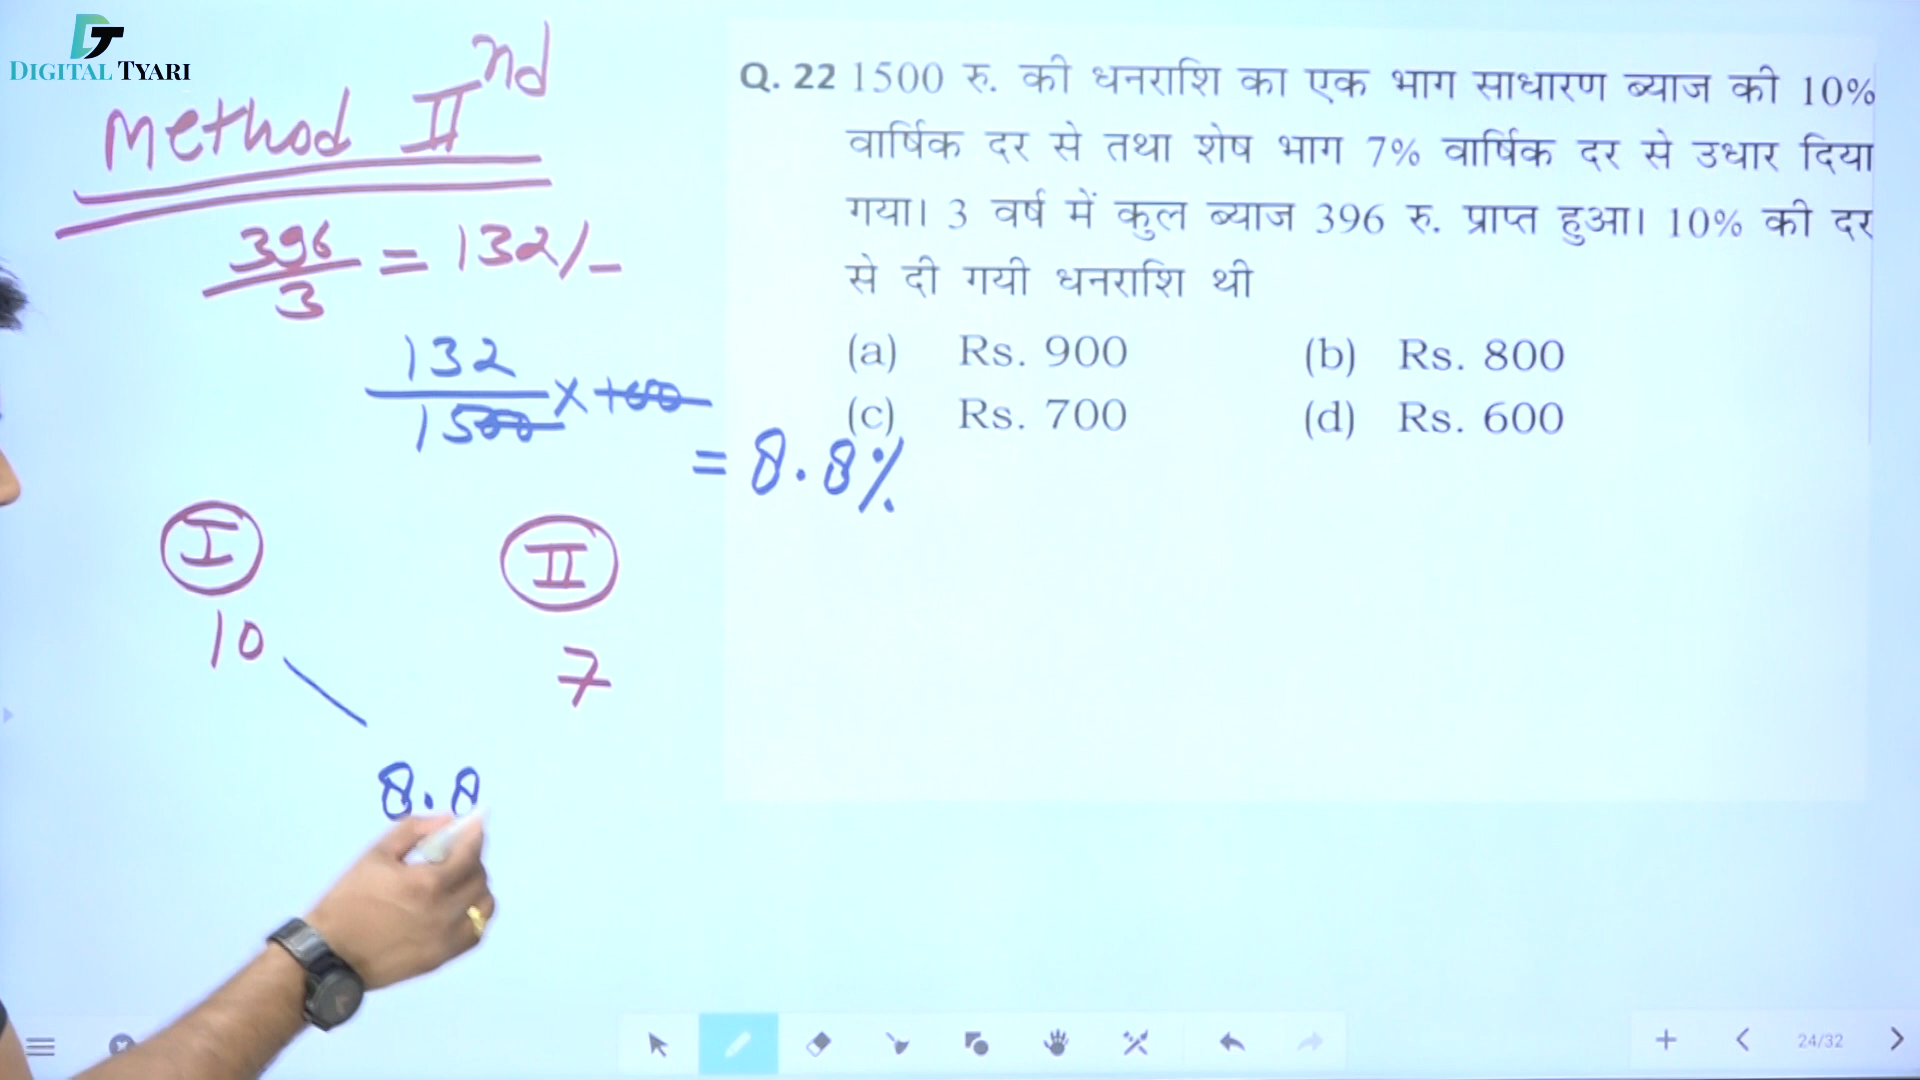 DIGITAL TYARI
Method IInd
396/3 = 132/-
132/1500 × 100
= 8.8%
I II
10 7
8.8
Q. 22 1500 रु. की धनराशि का एक भाग साधारण ब्याज की 10%
वार्षिक दर से तथा शेष भाग 7% वार्षिक दर से उधार दिया
गया। 3 वर्ष में कुल ब्याज 396 रु. प्राप्त हुआ। 10% की दर
से दी गयी धनराशि थी
(a) Rs. 900 (b) Rs. 800
(c) Rs. 700 (d) Rs. 600
24/32